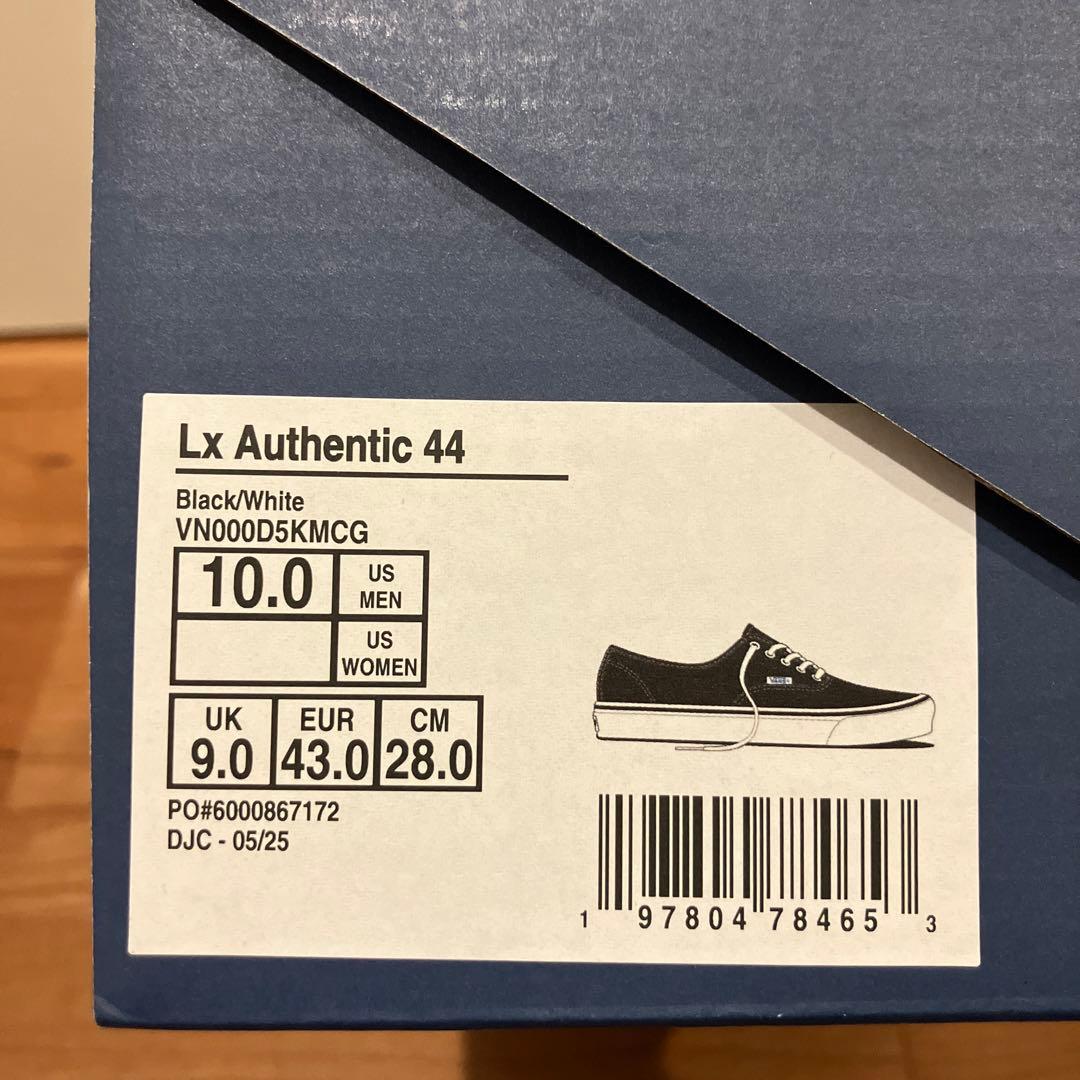 Lx Authentic 44
Black/White
VN000D5KMCG
10.0 US MEN
US WOMEN
UK EUR CM
9.0 43.0 28.0
PO#6000867172
DJC - 05/25
1 97804 78465 3